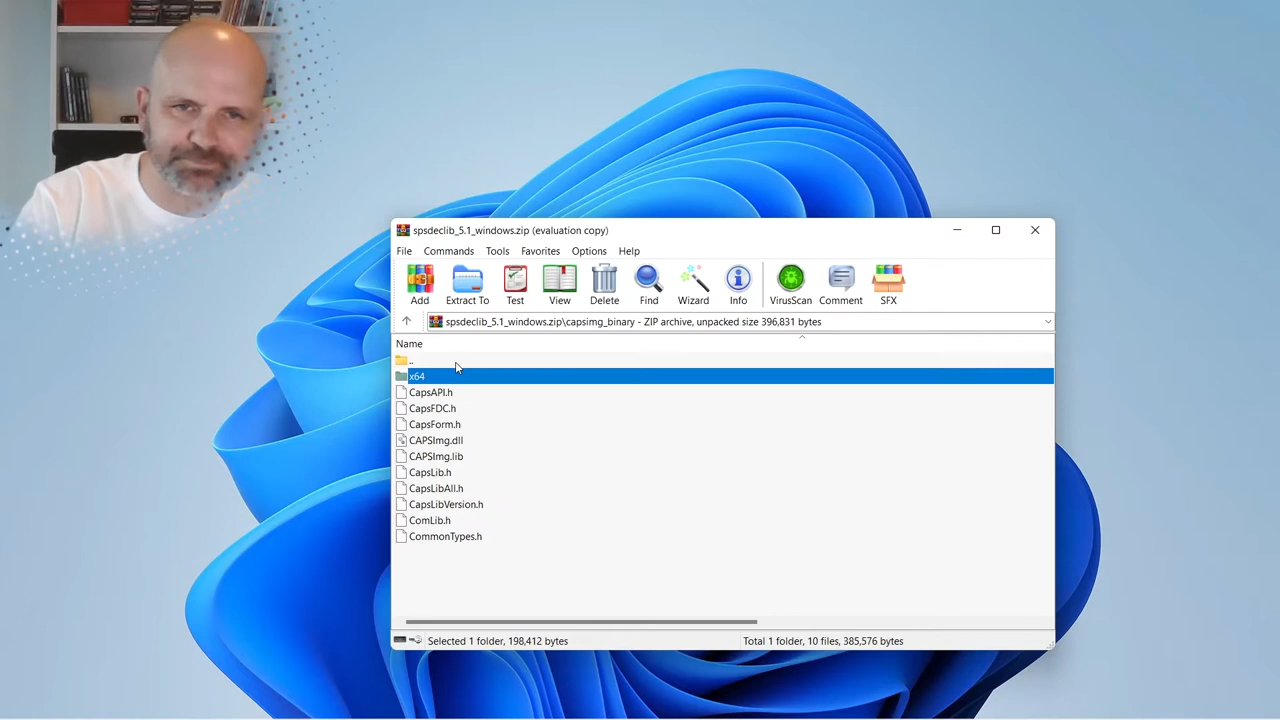 spsdeclib_5.1_windows.zip (evaluation copy)
File Commands Tools Favorites Options Help
Add Extract To Test View Delete Find Wizard Info VirusScan Comment SFX
spsdeclib_5.1_windows.zip\capsimg_binary - ZIP archive, unpacked size 396,831 bytes
Name
..
x64
CapsAPI.h
CapsFDC.h
CapsForm.h
CAPSImg.dll
CAPSImg.lib
CapsLib.h
CapsLibAll.h
CapsLibVersion.h
ComLib.h
CommonTypes.h
Selected 1 folder, 198,412 bytes Total 1 folder, 10 files, 385,576 bytes